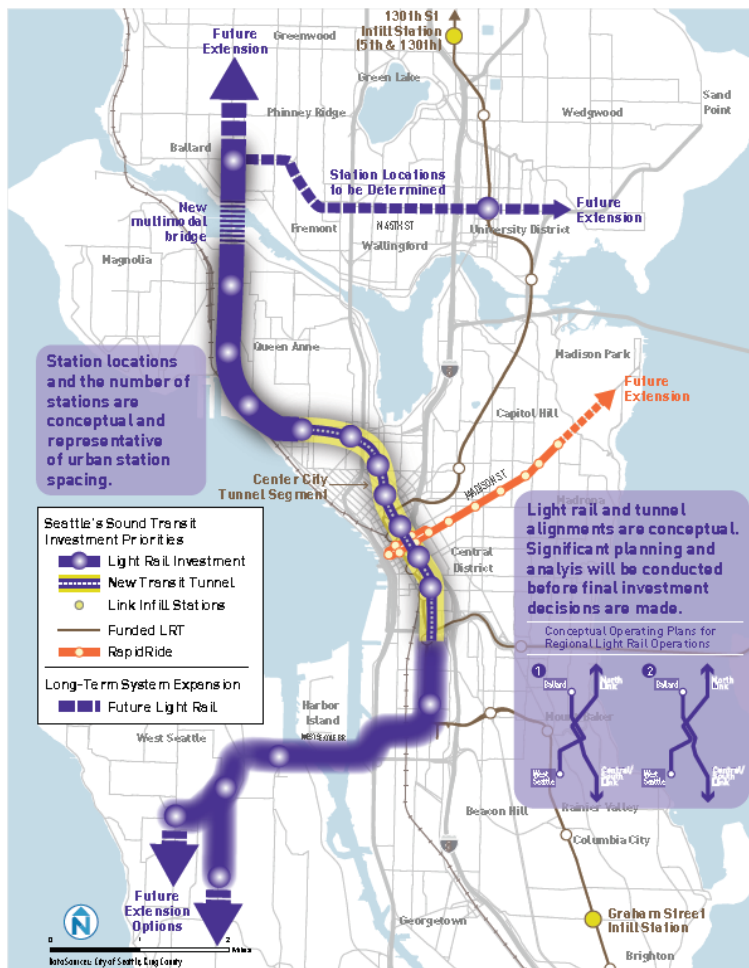 Future
Extension
130th St
Infill Station
(5th & 130th)
Greenwood
Green Lake
Sand
Point
Phinney Ridge
Wedgwood
Ballard
Station Locations
to be Determined
Future
Extension
New
multimodal
bridge
Fremont
N 45TH ST
University District
Wallingford
Magnolia
Queen Anne
Madison Park
Station locations
and the number of
stations are
conceptual and
representative
of urban station
spacing.
Future
Extension
Capitol Hill
Center City
Tunnel Segment
MADISON ST
Madrona
Light rail and tunnel
alignments are conceptual.
Significant planning and
analyis will be conducted
before final investment
decisions are made.
Central
District
Seattle's Sound Transit
Investment Priorities
Light Rail Investment
New Transit Tunnel
Link Infill Stations
Funded LRT
RapidRide
Long-Term System Expansion
Future Light Rail
Conceptual Operating Plans for
Regional Light Rail Operations
1
Ballard
North
Link
West
Seattle
Central/
South Link
2
Ballard
North
Link
West
Seattle
Central/
South Link
Harbor
Island
West Seattle
Mount Baker
Beacon Hill
Rainier Valley
Columbia City
Future
Extension
Options
Georgetown
Graham Street
Infill Station
Brighton
N
0
1
2
Miles
Data Sources: City of Seattle, King County